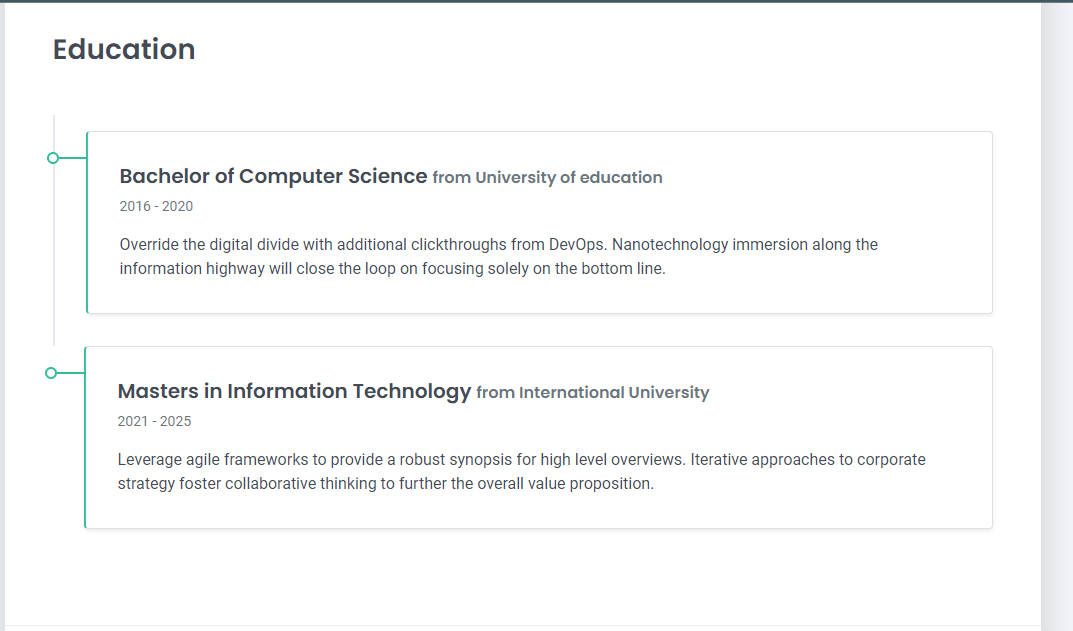 Education
Bachelor of Computer Science from University of education
2016 - 2020
Override the digital divide with additional clickthroughs from DevOps. Nanotechnology immersion along the
information highway will close the loop on focusing solely on the bottom line.
Masters in Information Technology from International University
2021 - 2025
Leverage agile frameworks to provide a robust synopsis for high level overviews. Iterative approaches to corporate
strategy foster collaborative thinking to further the overall value proposition.